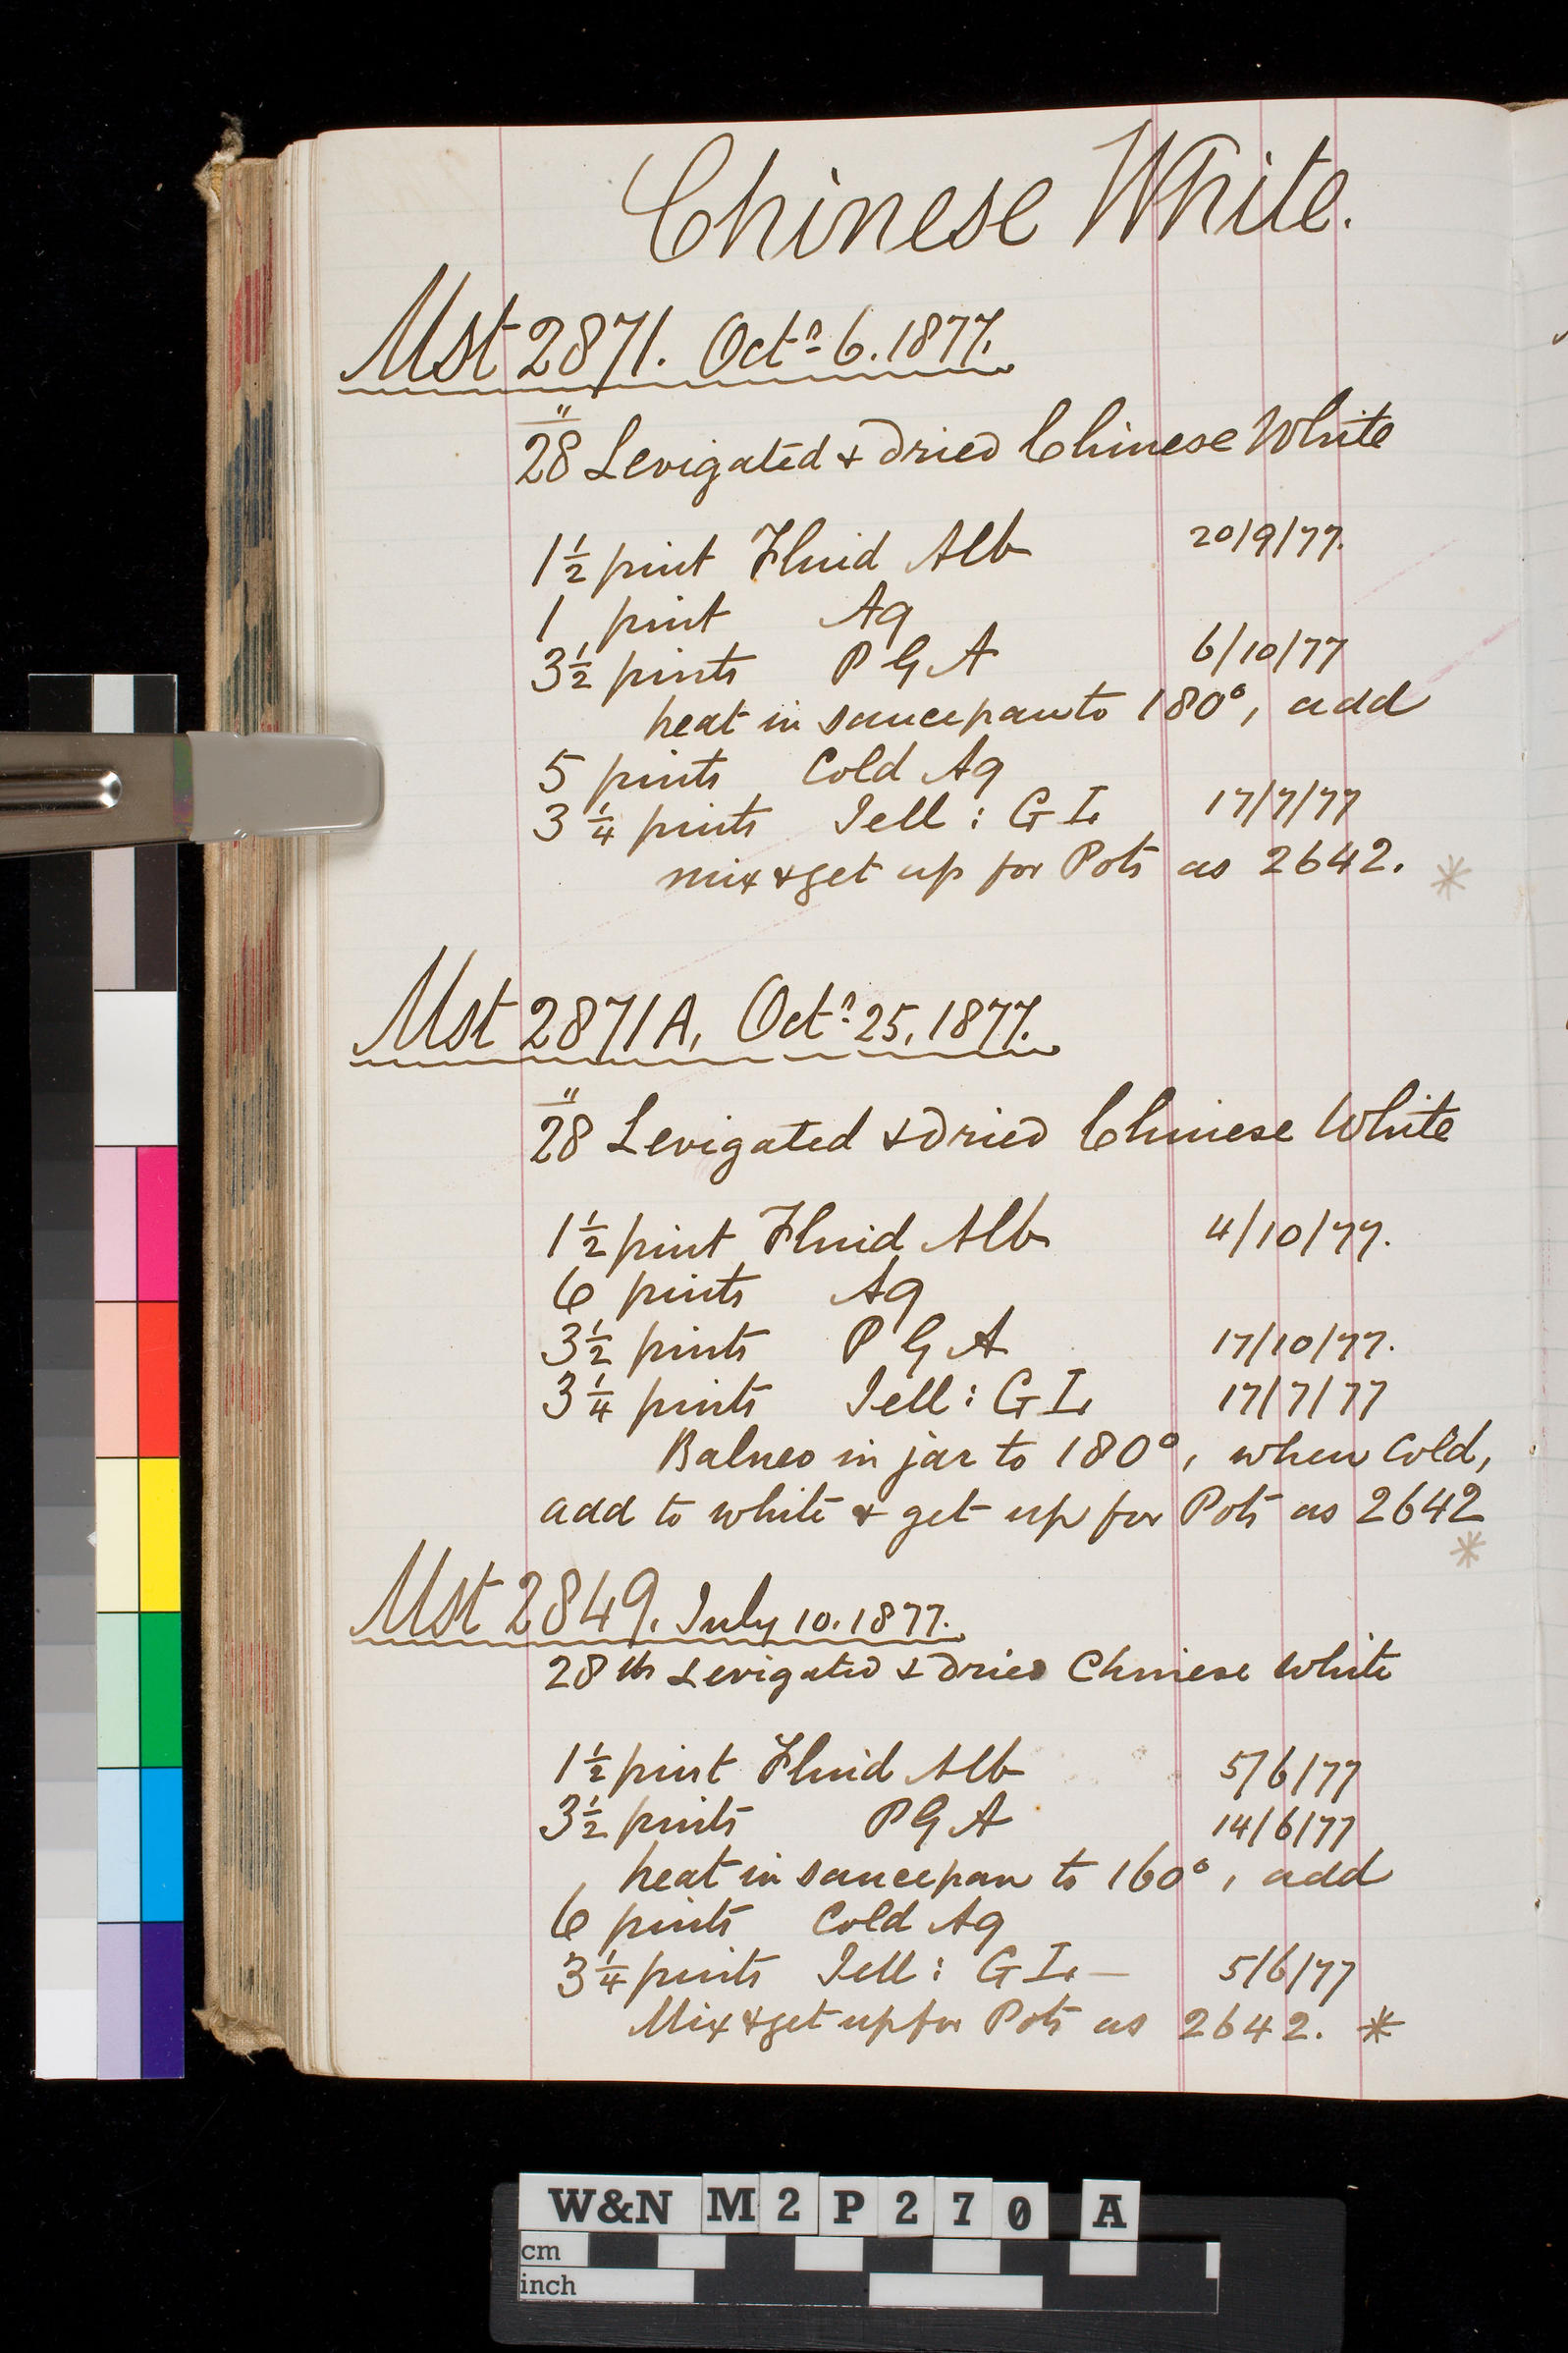 Chinese White.
Mst 2871. Octr 6. 1877.
28" Levigated & dried Chinese White
1½ pint Fluid Alb 20/9/77.
1 pint Aq
3½ pints P G A 6/10/77
heat in saucepan to 180°, add
5 pints Cold Aq
3¼ pints Jell: G I. 17/7/77
mix & get up for Pots as 2642. *
Mst 2871A, Octr 25, 1877.
28" Levigated & dried Chinese White
1½ pint Fluid Alb 4/10/77.
6 pints Aq
3½ pints P G A 17/10/77.
3¼ pints Jell: G I. 17/7/77
Balneo in jar to 180°, when Cold,
add to white & get up for Pots as 2642
*
Mst 2849. July 10. 1877.
28 lb Levigated & dried Chinese White
1½ pint Fluid Alb 5/6/77
3½ pints P G A 14/6/77
heat in saucepan to 160°, add
6 pints Cold Aq
3¼ pints Jell: G I. — 5/6/77
Mix & get up for Pots as 2642. *
W&N M2P270 A
cm
inch